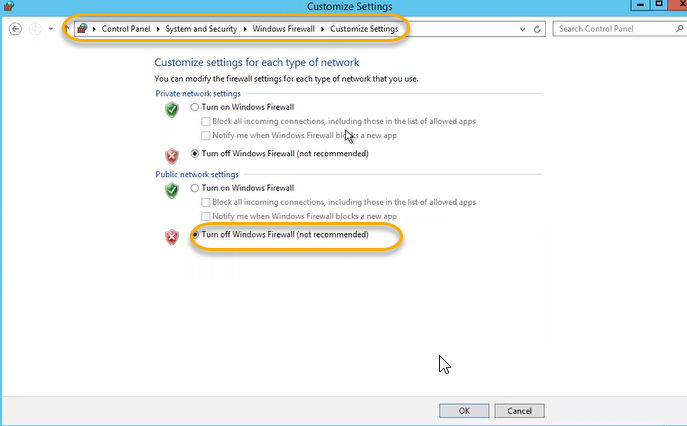 Customize Settings
Control Panel System and Security Windows Firewall Customize Settings
Search Control Panel
Customize settings for each type of network
You can modify the firewall settings for each type of network that you use.
Private network settings
Turn on Windows Firewall
Block all incoming connections, including those in the list of allowed apps
Notify me when Windows Firewall blocks a new app
Turn off Windows Firewall (not recommended)
Public network settings
Turn on Windows Firewall
Block all incoming connections, including those in the list of allowed apps
Notify me when Windows Firewall blocks a new app
Turn off Windows Firewall (not recommended)
OK Cancel